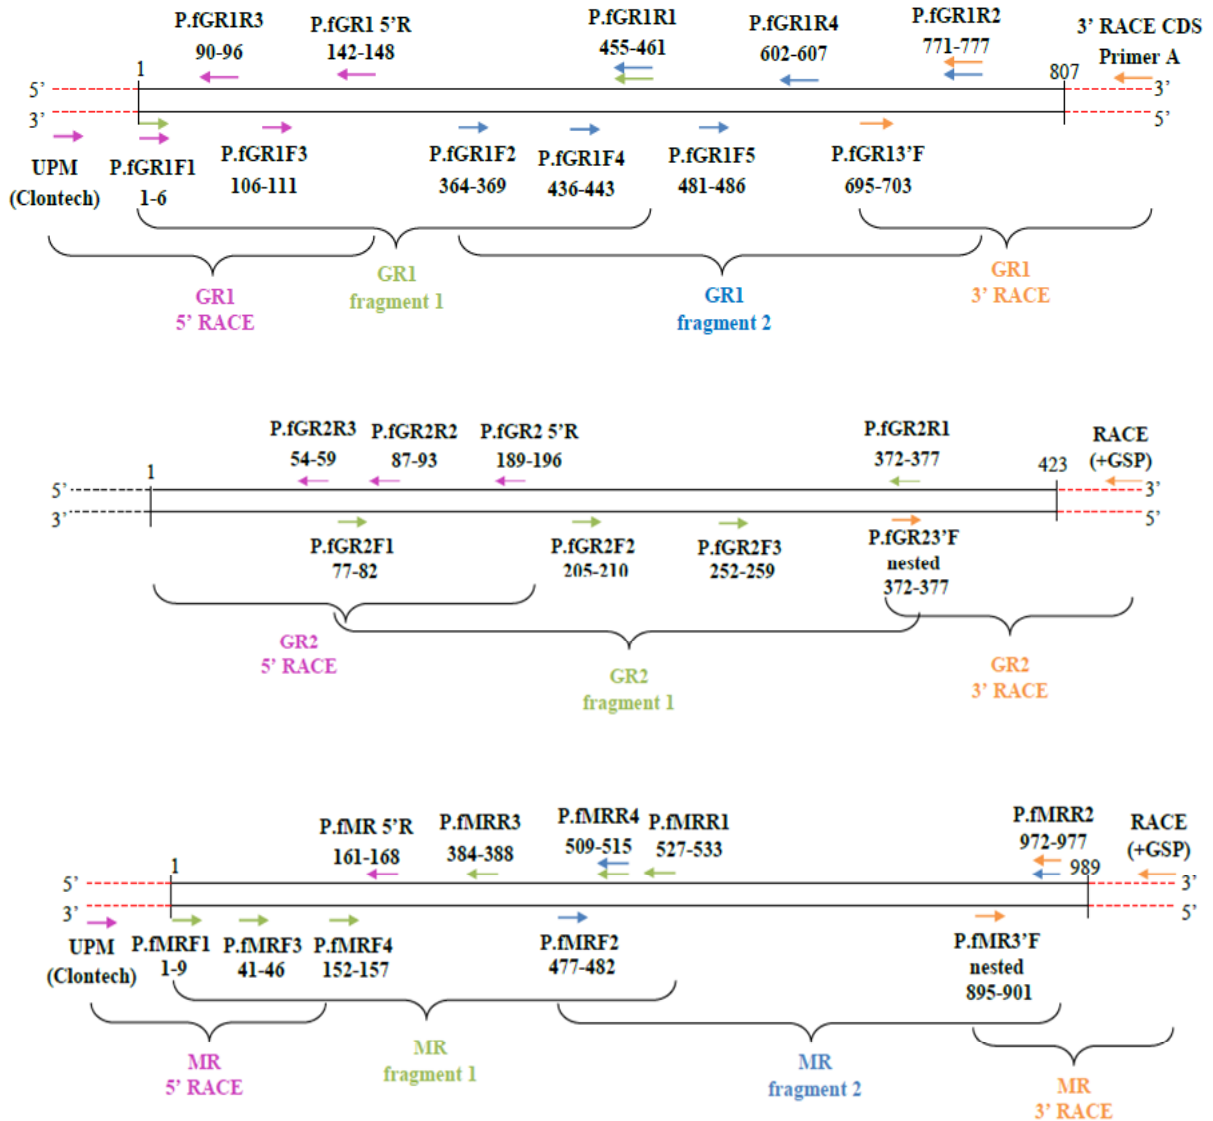 P.fGR1R3
90-96
P.fGR1 5'R
142-148
P.fGR1R1
455-461
P.fGR1R4
602-607
P.fGR1R2
771-777
3' RACE CDS
Primer A
1
807
5'
3'
3'
5'
UPM
(Clontech)
P.fGR1F1
1-6
P.fGR1F3
106-111
P.fGR1F2
364-369
P.fGR1F4
436-443
P.fGR1F5
481-486
P.fGR13'F
695-703
GR1
5' RACE
GR1
fragment 1
GR1
fragment 2
GR1
3' RACE
P.fGR2R3
54-59
P.fGR2R2
87-93
P.fGR2 5'R
189-196
P.fGR2R1
372-377
RACE
(+GSP)
1
423
5'
3'
3'
5'
P.fGR2F1
77-82
P.fGR2F2
205-210
P.fGR2F3
252-259
P.fGR23'F
nested
372-377
GR2
5' RACE
GR2
fragment 1
GR2
3' RACE
P.fMR 5'R
161-168
P.fMRR3
384-388
P.fMRR4
509-515
P.fMRR1
527-533
P.fMRR2
972-977
RACE
(+GSP)
1
989
5'
3'
3'
5'
UPM
(Clontech)
P.fMRF1
1-9
P.fMRF3
41-46
P.fMRF4
152-157
P.fMRF2
477-482
P.fMR3'F
nested
895-901
MR
5' RACE
MR
fragment 1
MR
fragment 2
MR
3' RACE